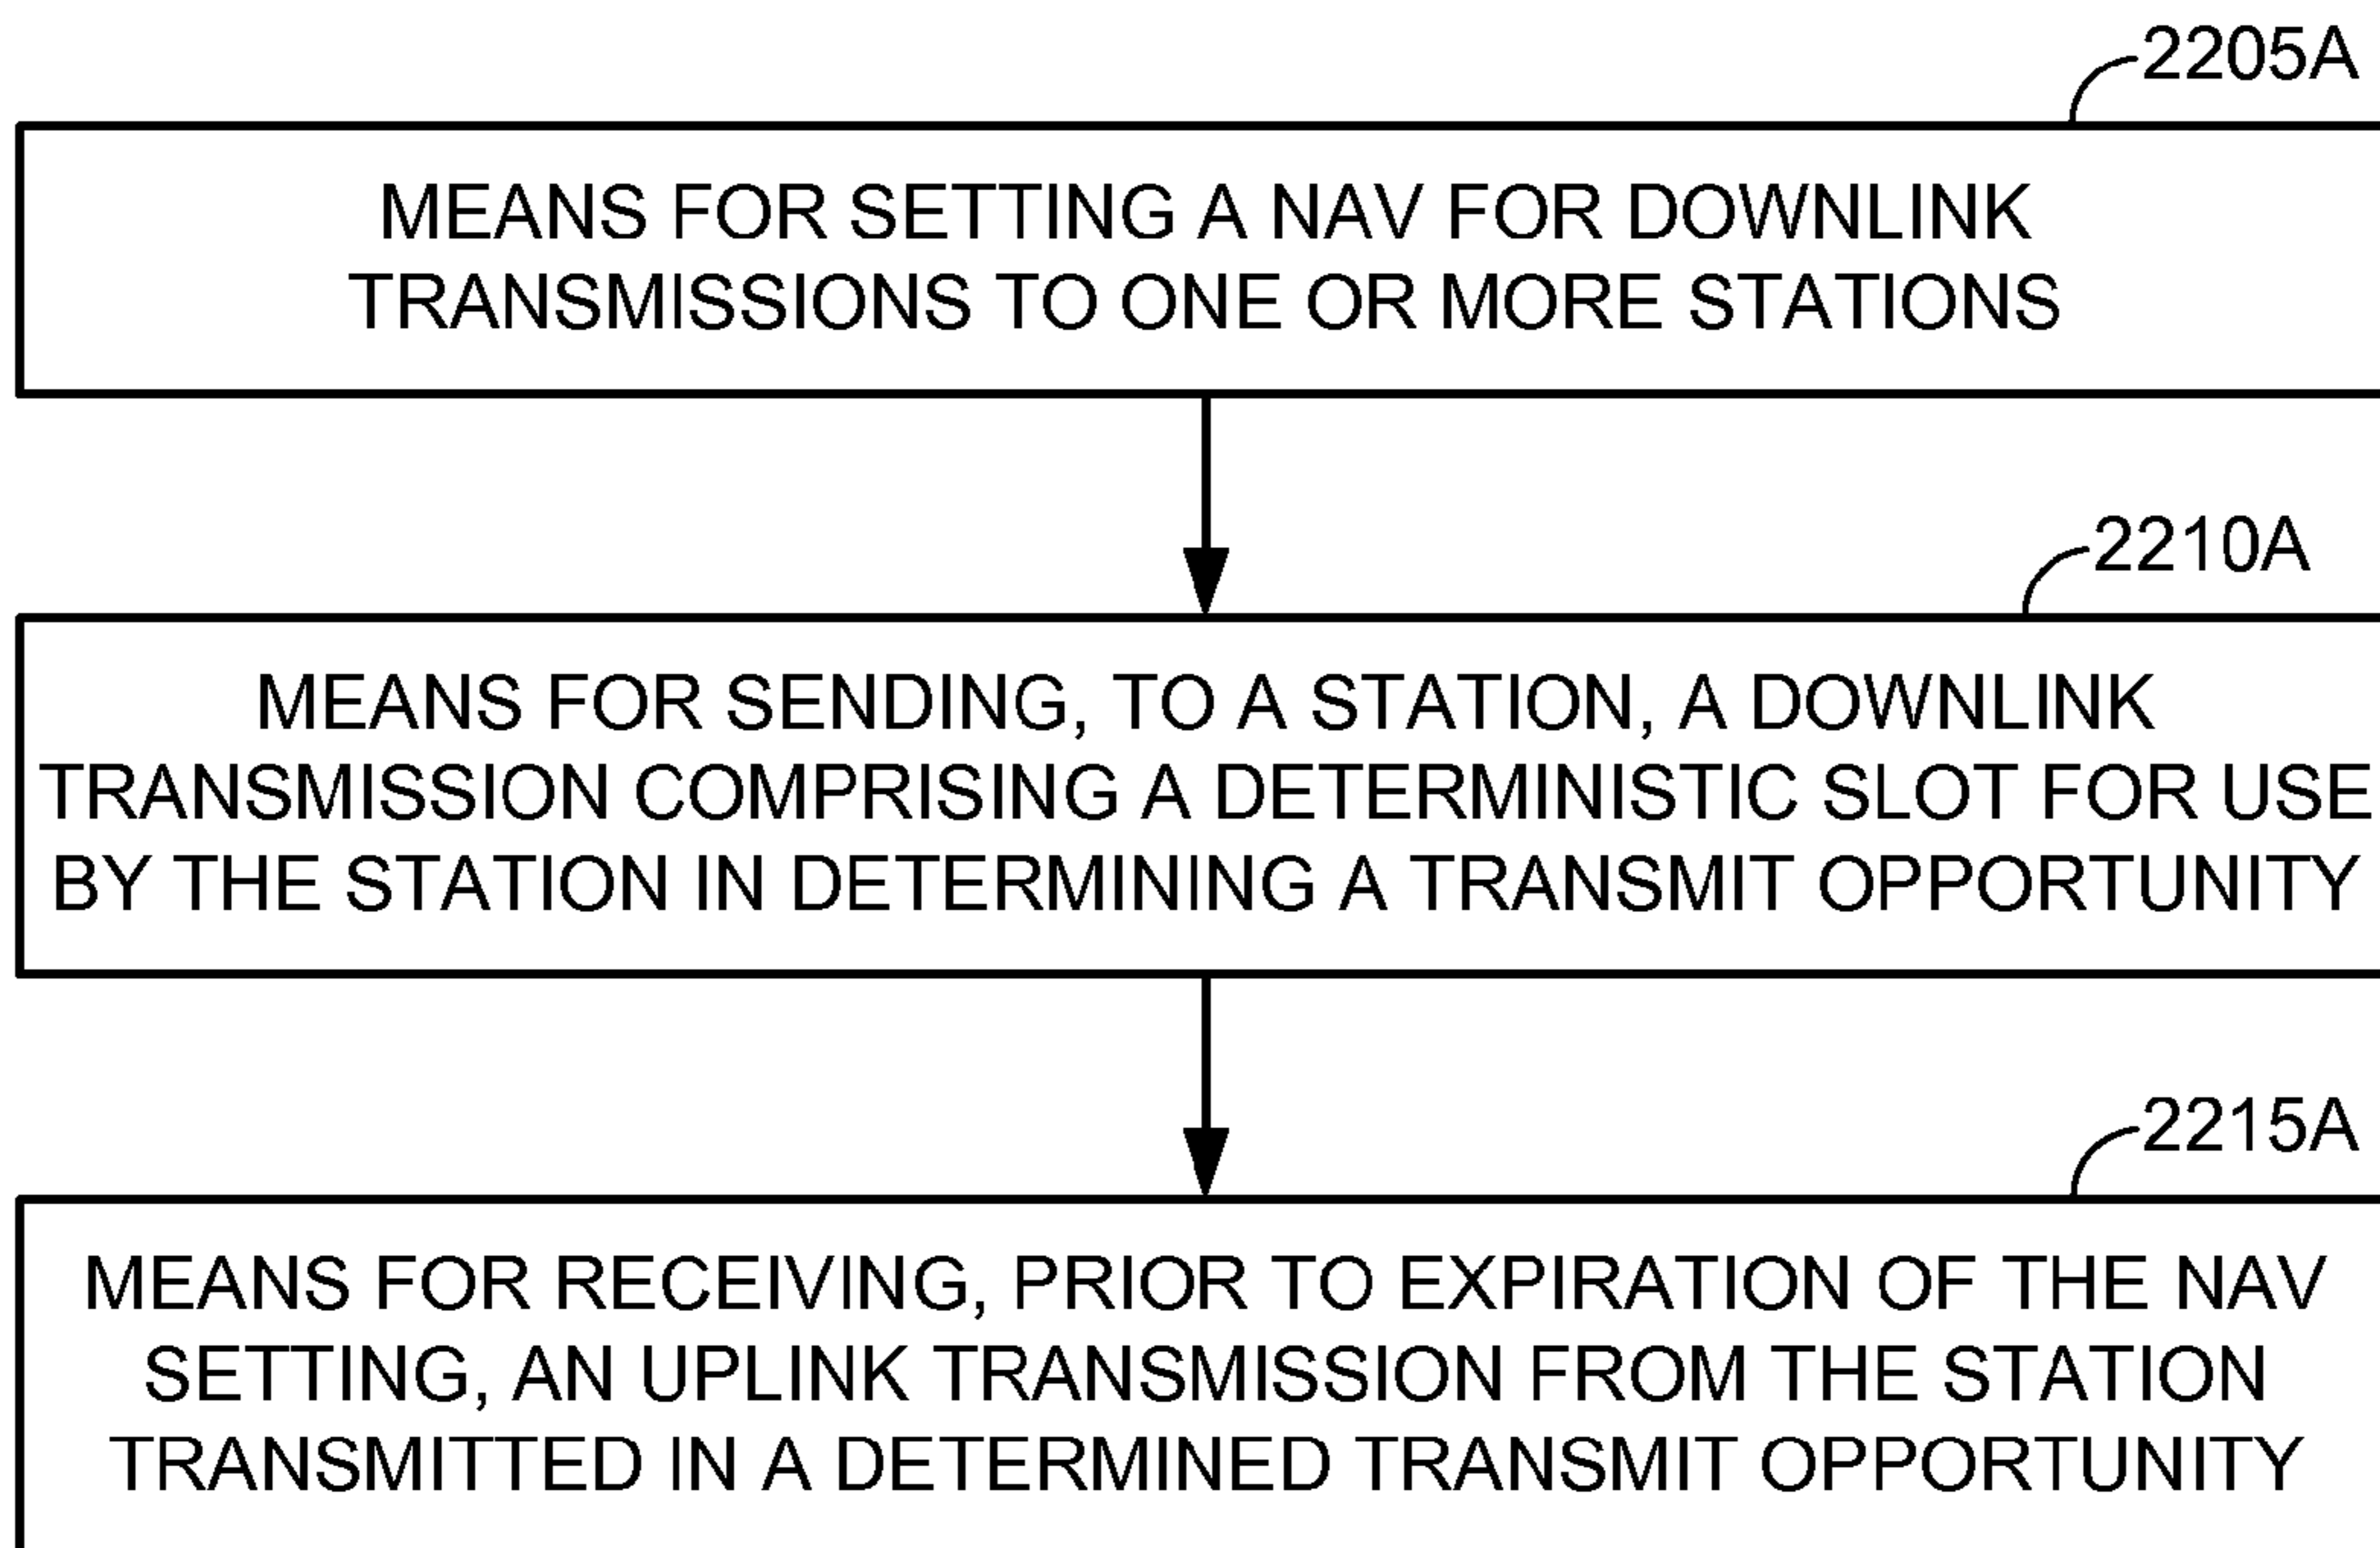 2205A
MEANS FOR SETTING A NAV FOR DOWNLINK
TRANSMISSIONS TO ONE OR MORE STATIONS
2210A
MEANS FOR SENDING, TO A STATION, A DOWNLINK
TRANSMISSION COMPRISING A DETERMINISTIC SLOT FOR USE
BY THE STATION IN DETERMINING A TRANSMIT OPPORTUNITY
2215A
MEANS FOR RECEIVING, PRIOR TO EXPIRATION OF THE NAV
SETTING, AN UPLINK TRANSMISSION FROM THE STATION
TRANSMITTED IN A DETERMINED TRANSMIT OPPORTUNITY